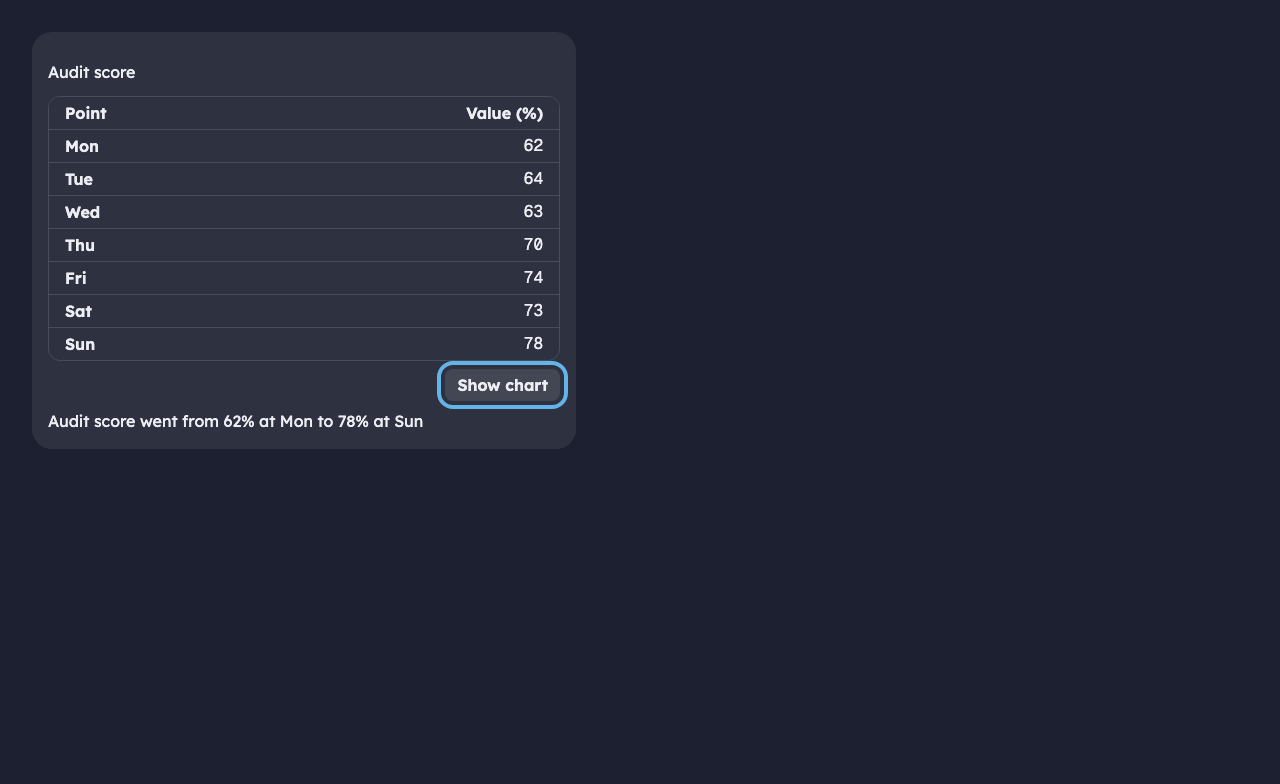 Audit score
Point Value (%)
Mon 62
Tue 64
Wed 63
Thu 70
Fri 74
Sat 73
Sun 78
Show chart
Audit score went from 62% at Mon to 78% at Sun